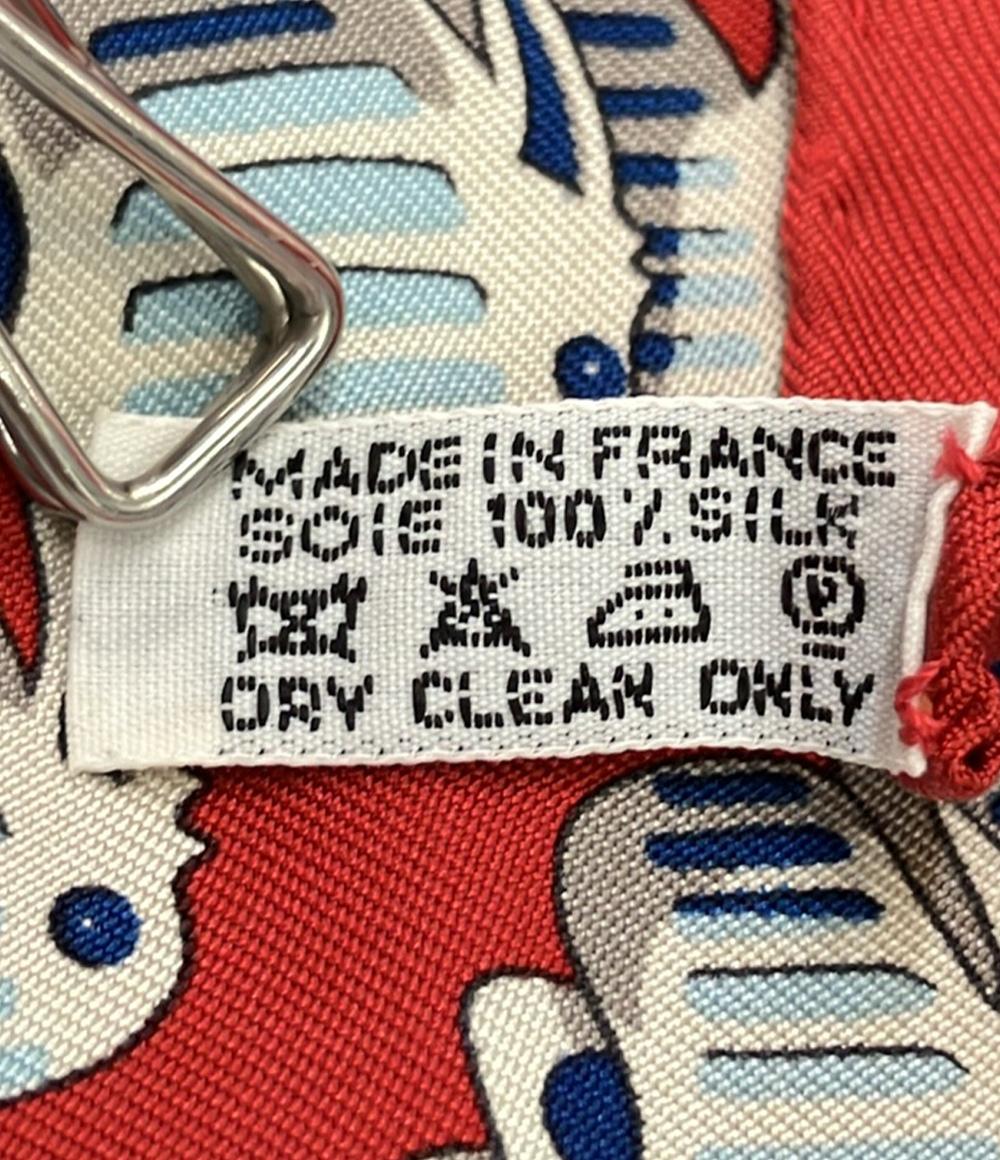 MADE IN FRANCE
SOIE 100% SILK
P
DRY CLEAN ONLY